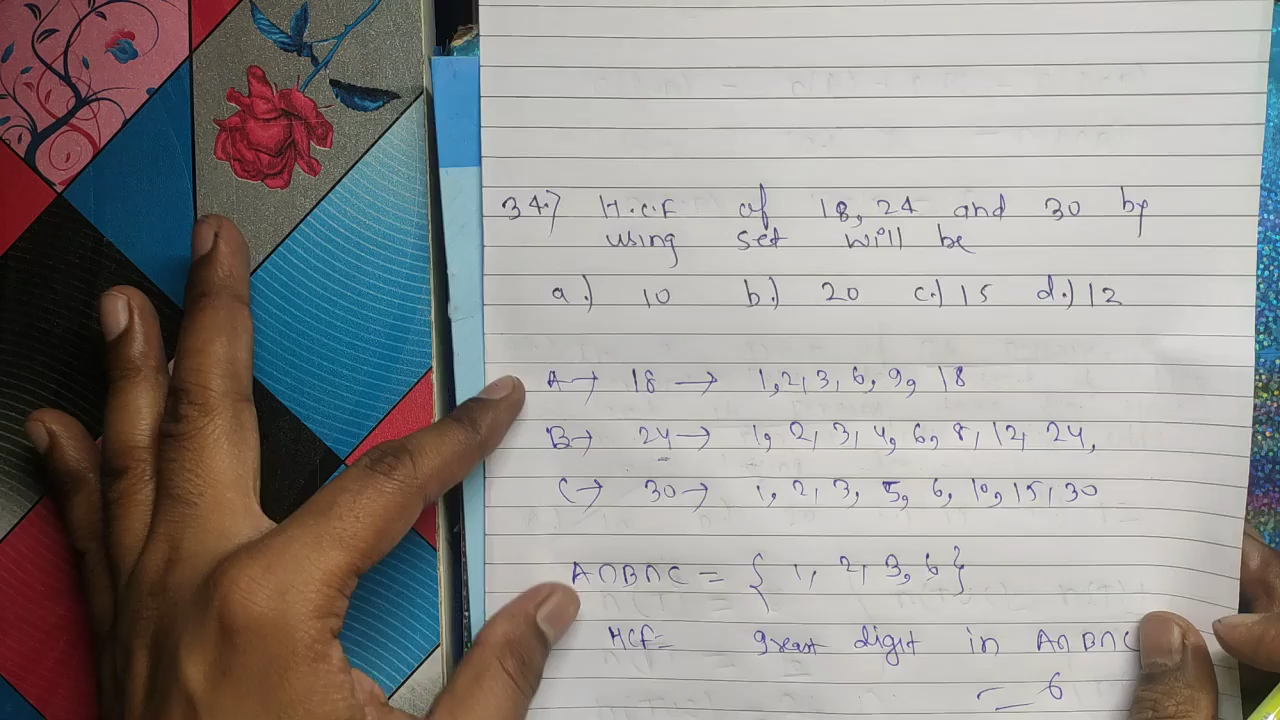 34.) H.C.F of 18, 24 and 30 by
using set will be
a.) 10 b.) 20 c.) 15 d.) 12
A → 18 → 1, 2, 3, 6, 9, 18
B → 24 → 1, 2, 3, 4, 6, 8, 12, 24,
C → 30 → 1, 2, 3, 5, 6, 10, 15, 30
A∩B∩C = { 1, 2, 3, 6 }
HCF = great digit in A∩B∩C
= 6